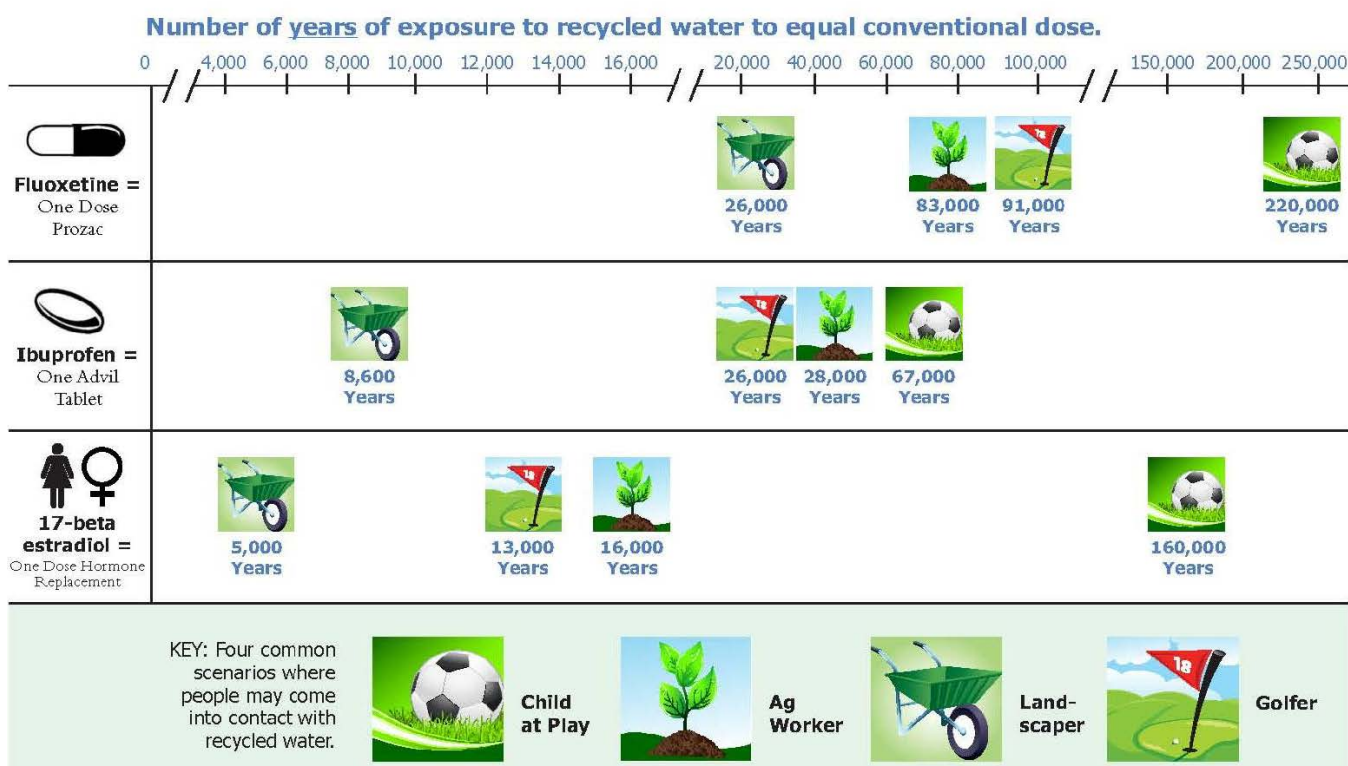 Number of years of exposure to recycled water to equal conventional dose.
0 4,000 6,000 8,000 10,000 12,000 14,000 16,000 20,000 40,000 60,000 80,000 100,000 150,000 200,000 250,000
Fluoxetine =
One Dose
Prozac
18
26,000
Years
83,000
Years
91,000
Years
220,000
Years
Ibuprofen =
One Advil
Tablet
18
8,600
Years
26,000
Years
28,000
Years
67,000
Years
17-beta
estradiol =
One Dose Hormone
Replacement
18
5,000
Years
13,000
Years
16,000
Years
160,000
Years
KEY: Four common
scenarios where
people may come
into contact with
recycled water.
Child
at Play
Ag
Worker
Land-
scaper
18
Golfer